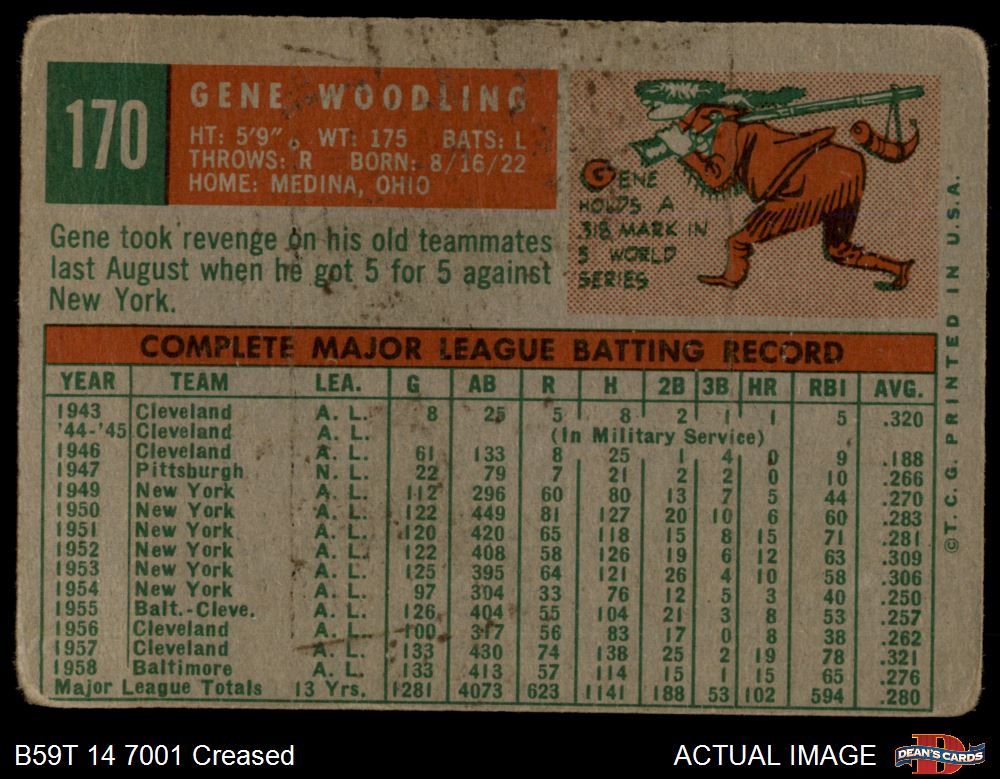 170
GENE WOODLING
HT: 5'9" WT: 175 BATS: L
THROWS: R BORN: 8/16/22
HOME: MEDINA, OHIO
GENE
HOLDS A
.318 MARK IN
5 WORLD
SERIES
Gene took revenge on his old teammates
last August when he got 5 for 5 against
New York.
COMPLETE MAJOR LEAGUE BATTING RECORD
YEAR TEAM LEA. G AB R H 2B 3B HR RBI AVG.
1943 Cleveland A. L. 8 25 5 8 2 1 1 5 .320
'44-'45 Cleveland A. L. (In Military Service)
1946 Cleveland A. L. 61 133 8 25 1 4 0 9 .188
1947 Pittsburgh N. L. 22 79 7 21 2 2 0 10 .266
1949 New York A. L. 112 296 60 80 13 7 5 44 .270
1950 New York A. L. 122 449 81 127 20 10 6 60 .283
1951 New York A. L. 120 420 65 118 15 8 15 71 .281
1952 New York A. L. 122 408 58 126 19 6 12 63 .309
1953 New York A. L. 125 395 64 121 26 4 10 58 .306
1954 New York A. L. 97 304 33 76 12 5 3 40 .250
1955 Balt.-Cleve. A. L. 126 404 55 104 21 3 8 53 .257
1956 Cleveland A. L. 100 317 56 83 17 0 8 38 .262
1957 Cleveland A. L. 133 430 74 138 25 2 19 78 .321
1958 Baltimore A. L. 133 413 57 114 15 1 15 65 .276
Major League Totals 13 Yrs. 1281 4073 623 1141 188 53 102 594 .280
©T. C. G. PRINTED IN U.S.A.
B59T 14 7001 Creased
ACTUAL IMAGE
DEAN'S CARDS